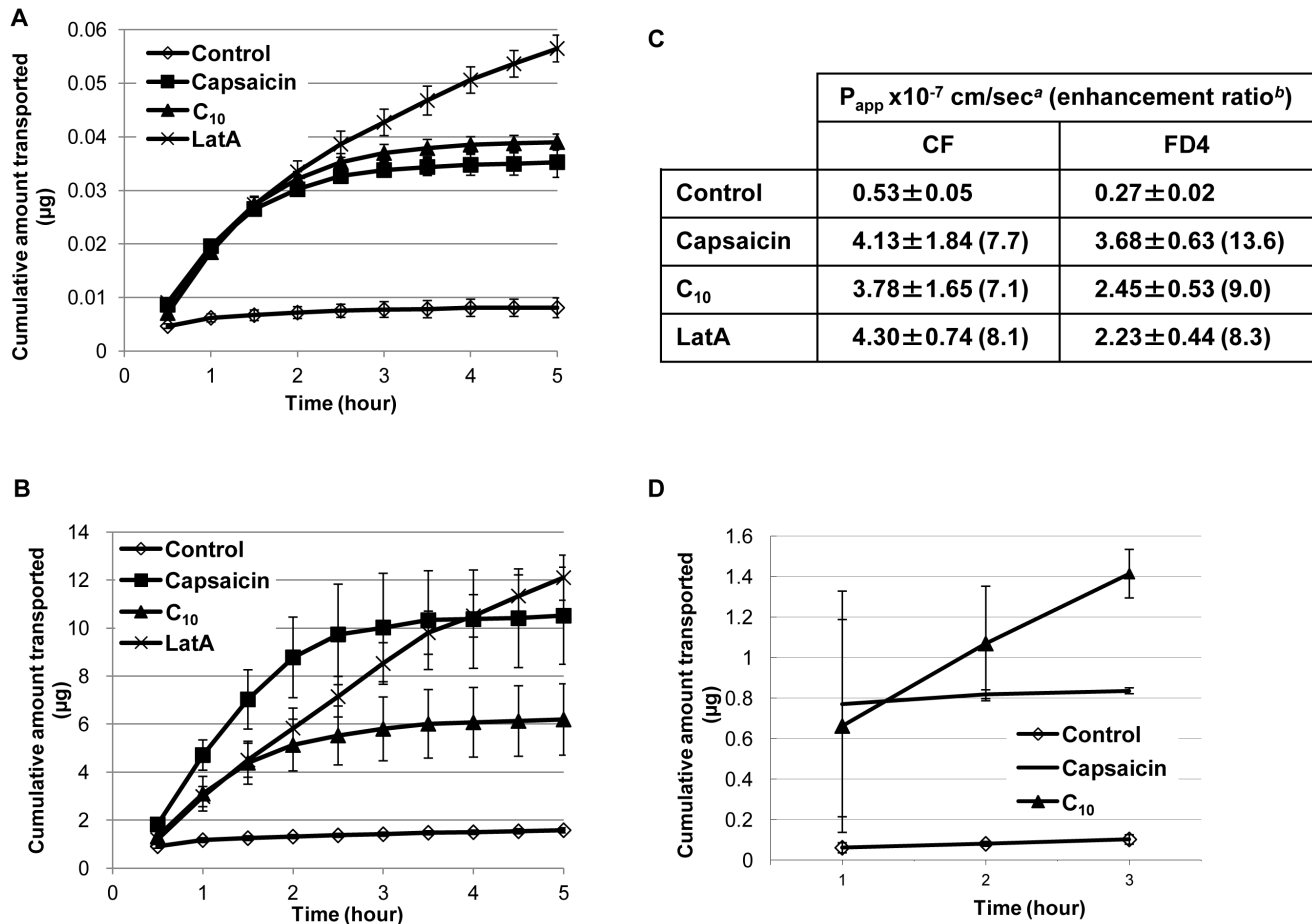 A
Cumulative amount transported
(µg)
0.06
0.05
0.04
0.03
0.02
0.01
0
Control
Capsaicin
C10
LatA
0 1 2 3 4 5
Time (hour)
C
Papp x10-7 cm/seca (enhancement ratiob)
CF FD4
Control 0.53±0.05 0.27±0.02
Capsaicin 4.13±1.84 (7.7) 3.68±0.63 (13.6)
C10 3.78±1.65 (7.1) 2.45±0.53 (9.0)
LatA 4.30±0.74 (8.1) 2.23±0.44 (8.3)
B
Cumulative amount transported
(µg)
14
12
10
8
6
4
2
0
Control
Capsaicin
C10
LatA
0 1 2 3 4 5
Time (hour)
D
Cumulative amount transported
(µg)
1.6
1.4
1.2
1
0.8
0.6
0.4
0.2
0
Control
Capsaicin
C10
1 2 3
Time (hour)